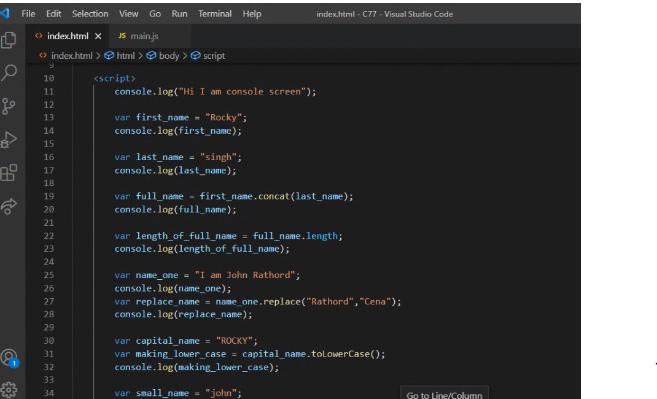 File Edit Selection View Go Run Terminal Help index.html - C77 - Visual Studio Code
<> index.html × JS main.js
<> index.html > html > body > script
9
10 <script>
11 console.log("Hi I am console screen");
12
13 var first_name = "Rocky";
14 console.log(first_name);
15
16 var last_name = "singh";
17 console.log(last_name);
18
19 var full_name = first_name.concat(last_name);
20 console.log(full_name);
21
22 var length_of_full_name = full_name.length;
23 console.log(length_of_full_name);
24
25 var name_one = "I am John Rathord";
26 console.log(name_one);
27 var replace_name = name_one.replace("Rathord","Cena");
28 console.log(replace_name);
29
30 var capital_name = "ROCKY";
31 var making_lower_case = capital_name.toLowerCase();
32 console.log(making_lower_case);
33
34 var small_name = "john";
Go to Line/Column
1